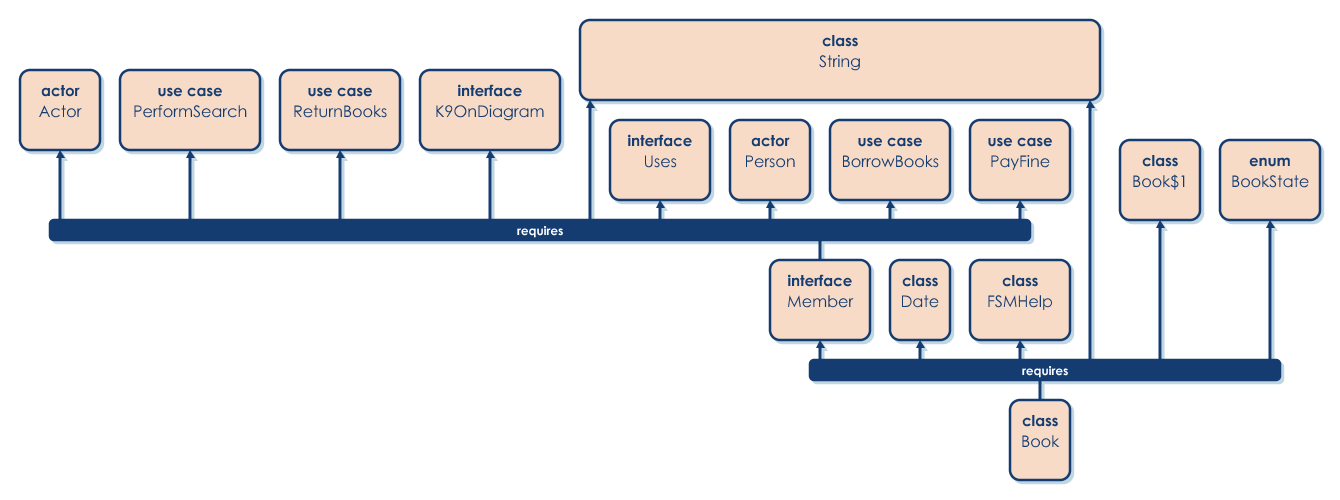 class
String
actor
Actor
use case
PerformSearch
use case
ReturnBooks
interface
K9OnDiagram
interface
Uses
actor
Person
use case
BorrowBooks
use case
PayFine
class
Book$1
enum
BookState
requires
interface
Member
class
Date
class
FSMHelp
requires
class
Book